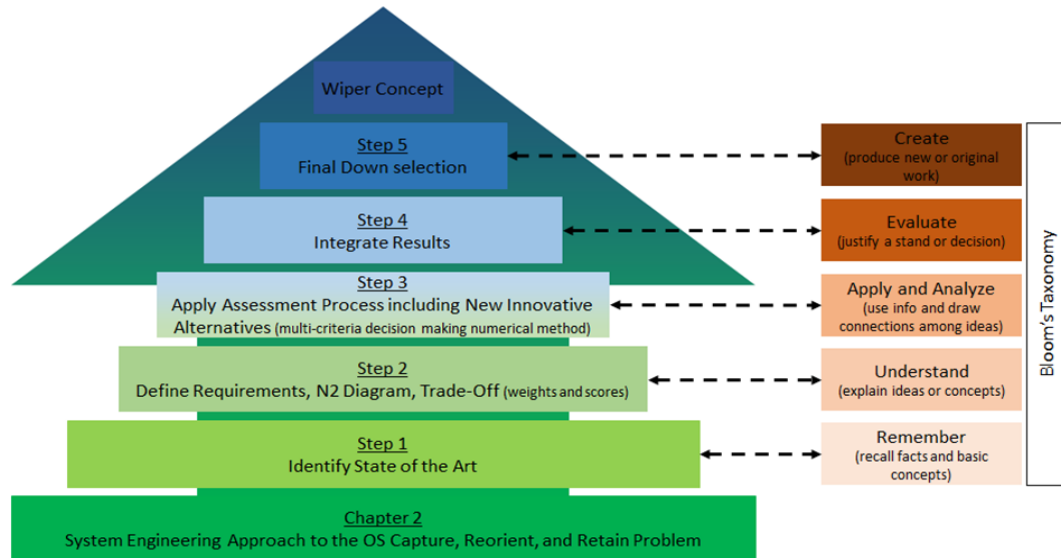 Wiper Concept
Step 5
Final Down selection
Create
(produce new or original
work)
Step 4
Integrate Results
Evaluate
(justify a stand or decision)
Step 3
Apply Assessment Process including New Innovative
Alternatives (multi-criteria decision making numerical method)
Apply and Analyze
(use info and draw
connections among ideas)
Step 2
Define Requirements, N2 Diagram, Trade-Off (weights and scores)
Understand
(explain ideas or concepts)
Step 1
Identify State of the Art
Remember
(recall facts and basic
concepts)
Bloom's Taxonomy
Chapter 2
System Engineering Approach to the OS Capture, Reorient, and Retain Problem